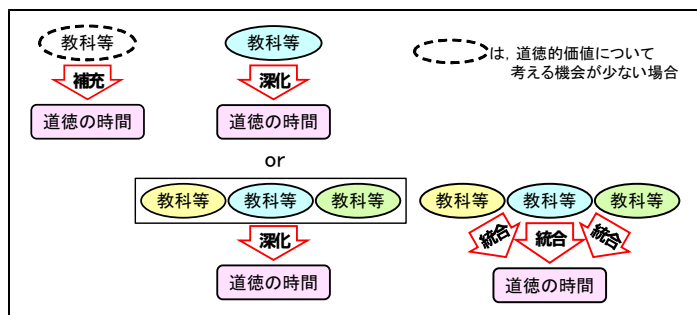 教科等
補充
道徳の時間
教科等
深化
道徳の時間
は，道徳的価値について
考える機会が少ない場合
or
教科等 教科等 教科等
深化
道徳の時間
教科等 教科等 教科等
統合 統合 統合
道徳の時間